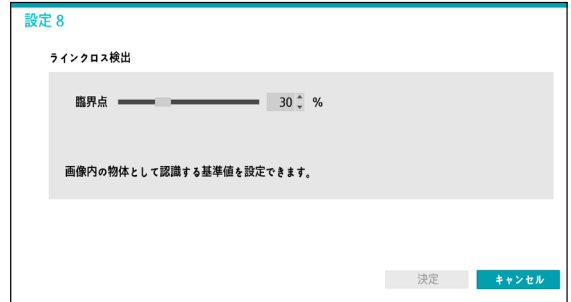 設定 8
ラインクロス検出
臨界点 30 %
画像内の物体として認識する基準値を設定できます。
決定 キャンセル